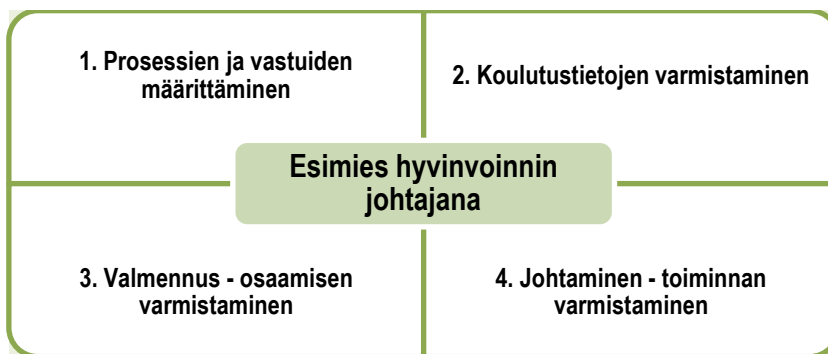 1. Prosessien ja vastuiden
määrittäminen
2. Koulutustietojen varmistaminen
Esimies hyvinvoinnin
johtajana
3. Valmennus - osaamisen
varmistaminen
4. Johtaminen - toiminnan
varmistaminen